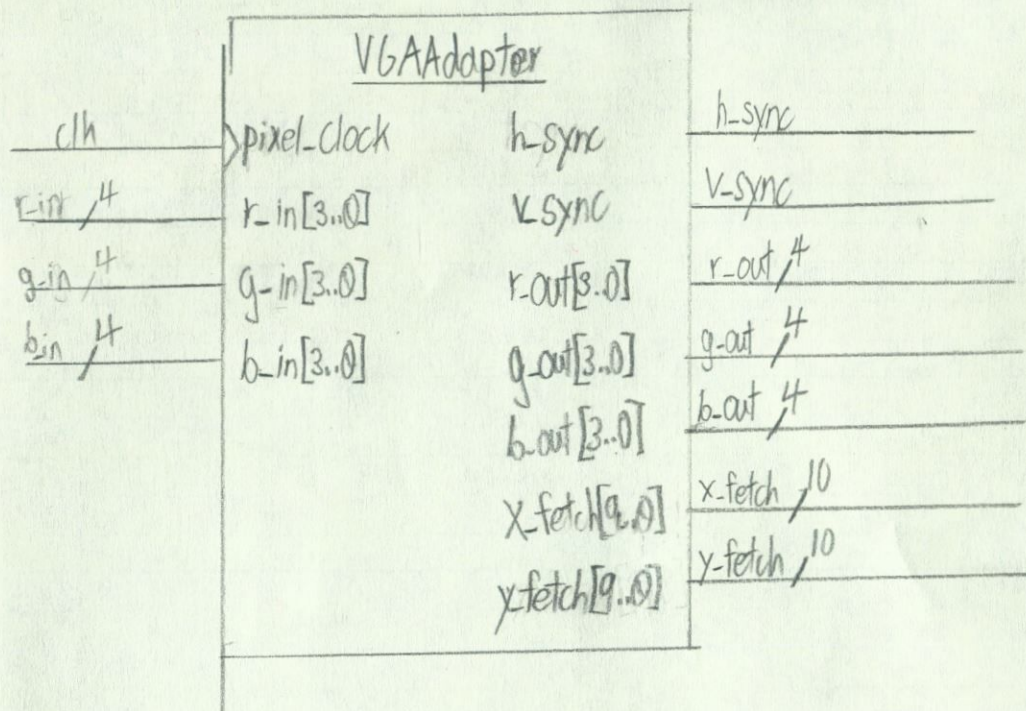 VGAAdapter
clk pixel_clock h_sync h_sync
r_in 4 r_in[3..0] v_sync v_sync
g_in 4 g_in[3..0] r_out[3..0] r_out 4
b_in 4 b_in[3..0] g_out[3..0] g_out 4
b_out[3..0] b_out 4
x_fetch[9..0] x_fetch 10
y_fetch[9..0] y_fetch 10